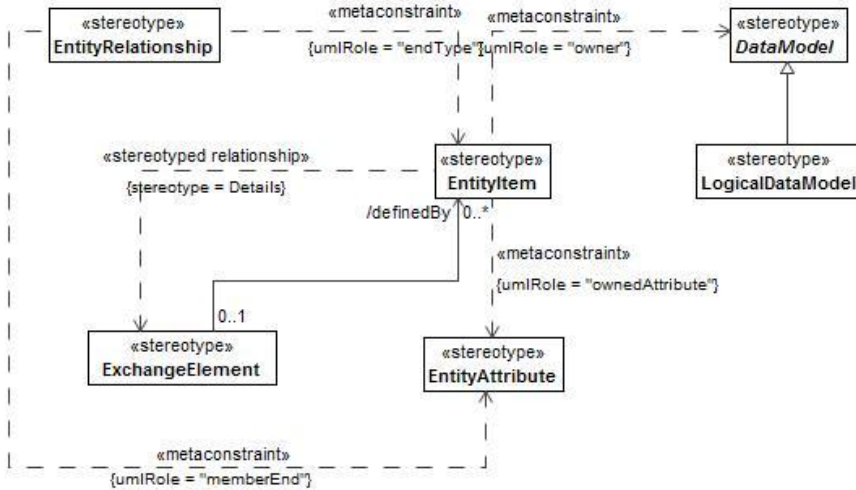 «stereotype»
EntityRelationship
«metaconstraint»
{umlRole = "endType"}
{umlRole = "owner"}
«stereotype»
DataModel
«stereotyped relationship»
{stereotype = Details}
«stereotype»
EntityItem
«stereotype»
LogicalDataModel
/definedBy
0..*
«metaconstraint»
{umlRole = "ownedAttribute"}
0..1
«stereotype»
ExchangeElement
«stereotype»
EntityAttribute
«metaconstraint»
{umlRole = "memberEnd"}
«metaconstraint»